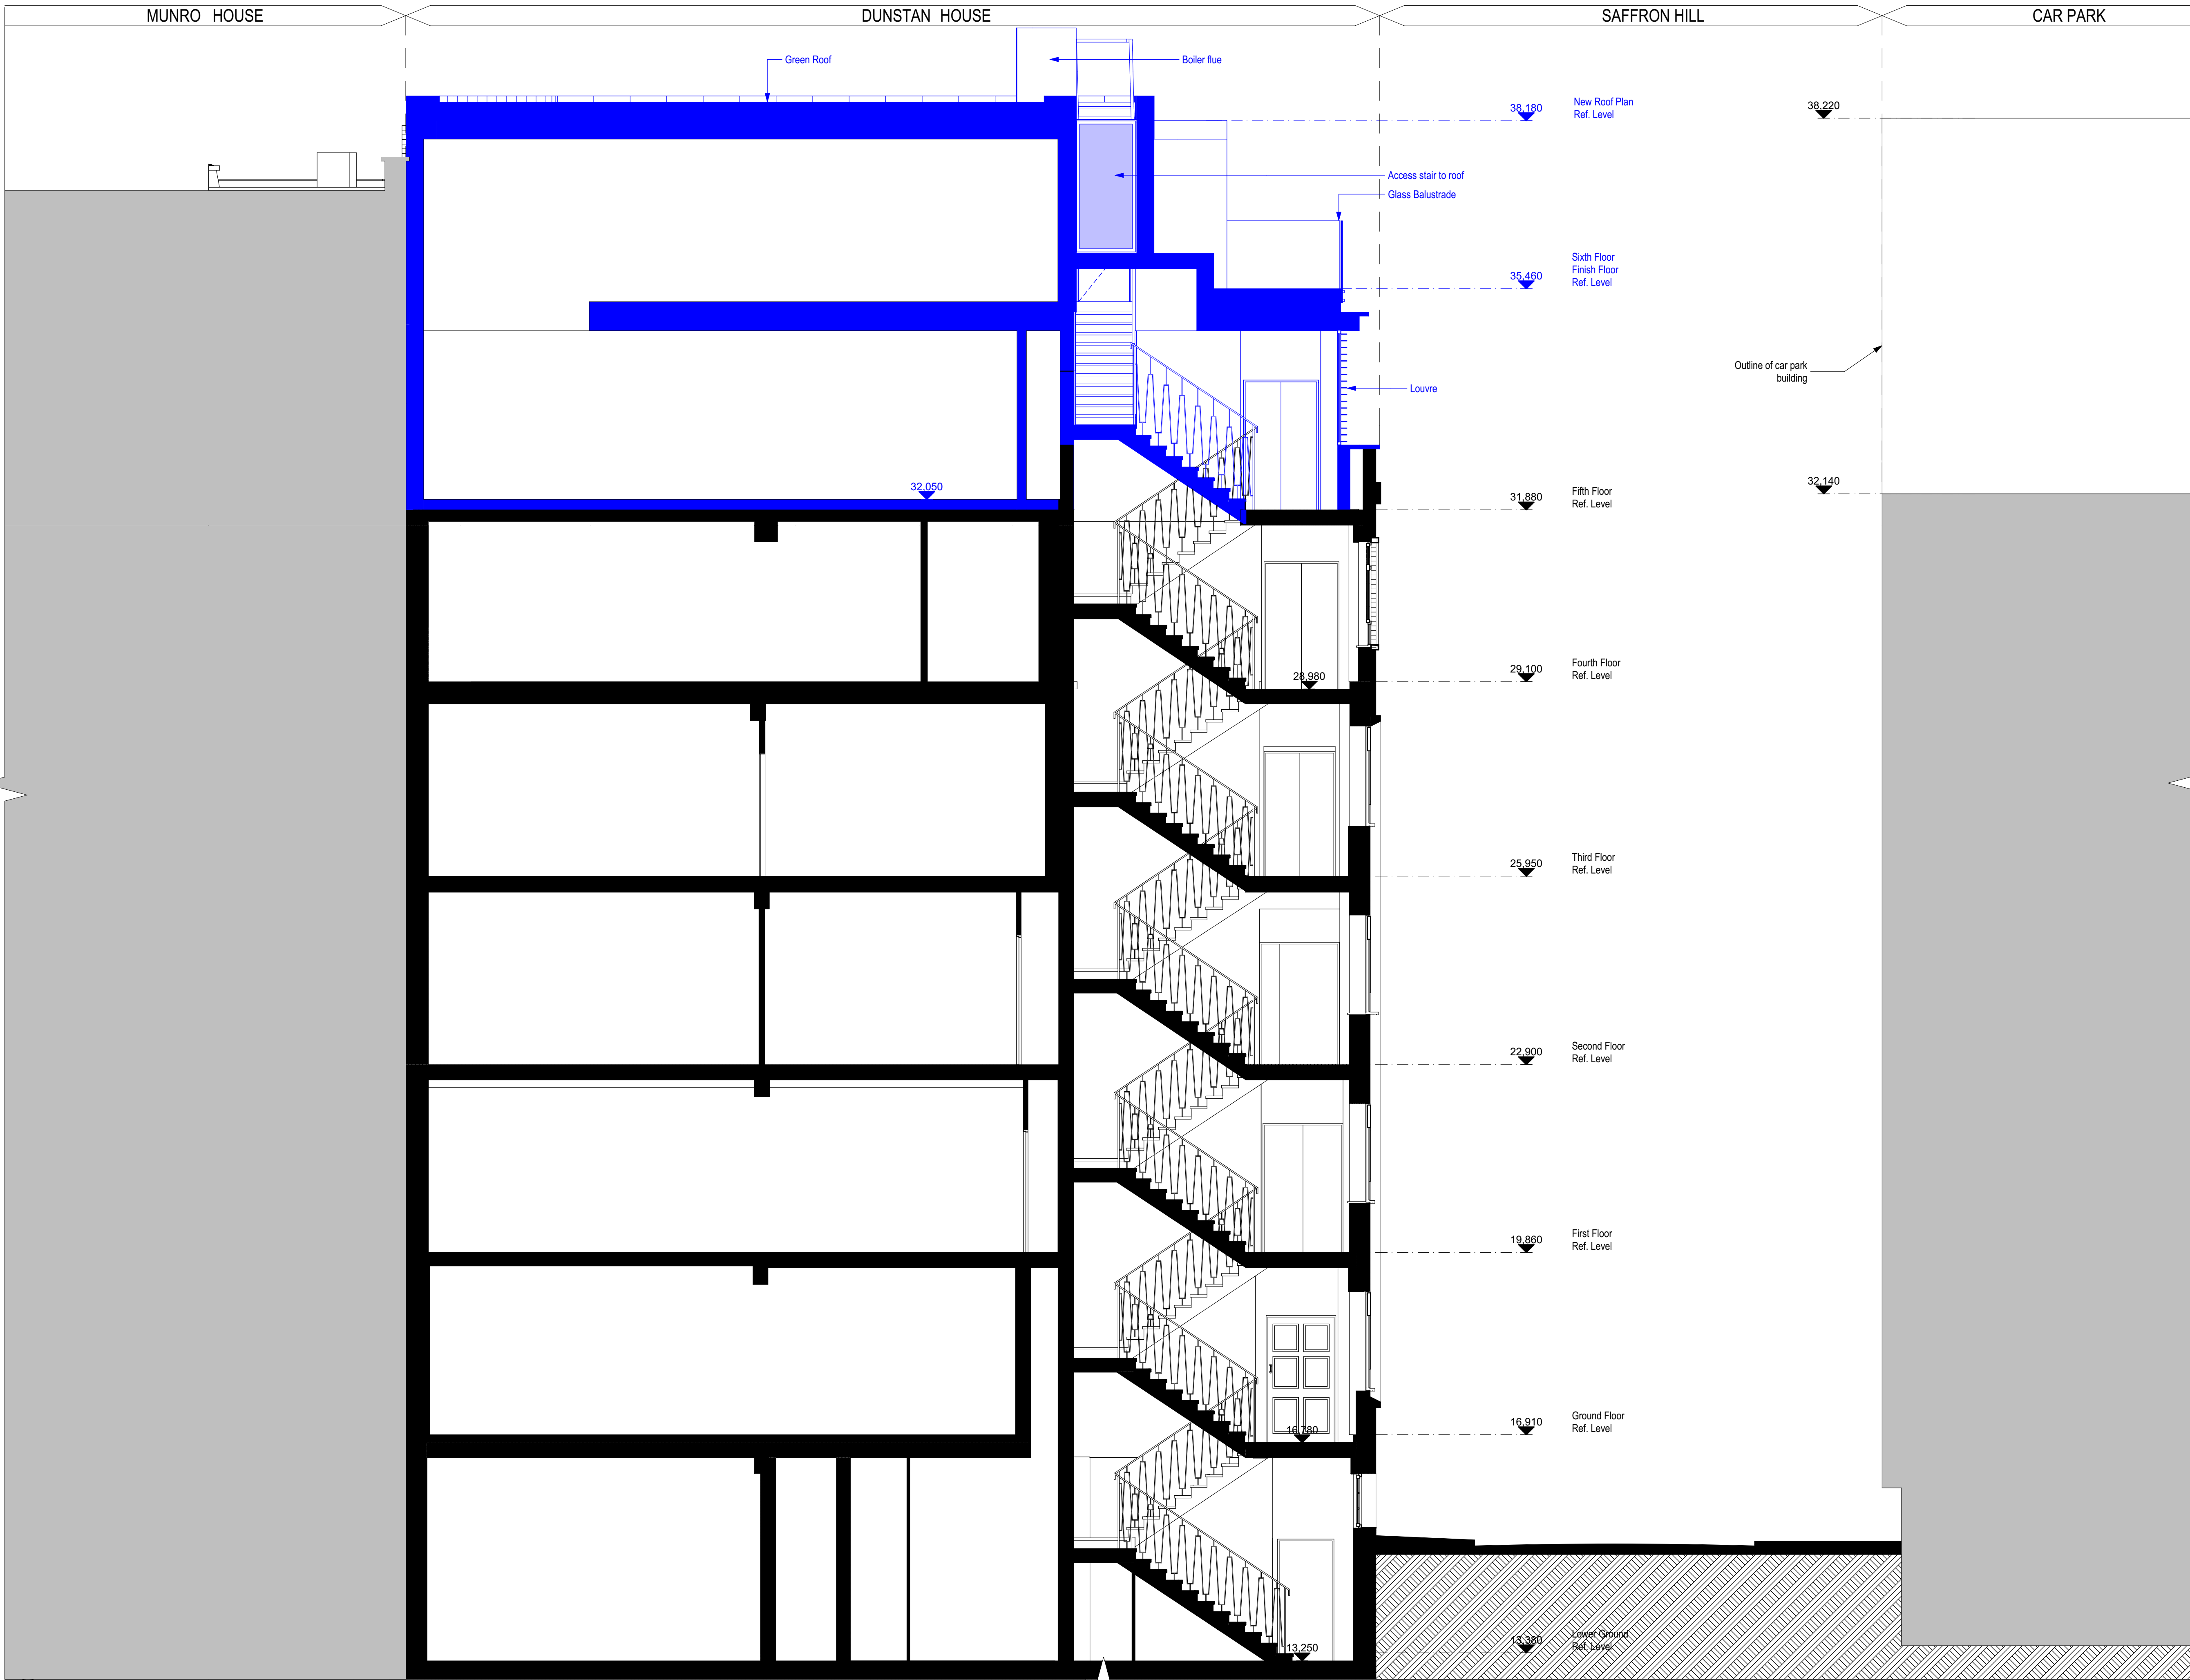 MUNRO HOUSE
DUNSTAN HOUSE
SAFFRON HILL
CAR PARK
Green Roof
Boiler flue
38,180
New Roof Plan
Ref. Level
38,220
Access stair to roof
Glass Balustrade
35,460
Sixth Floor
Finish Floor
Ref. Level
Outline of car park
building
Louvre
32,050
31,880
Fifth Floor
Ref. Level
32,140
28,980
29,100
Fourth Floor
Ref. Level
25,950
Third Floor
Ref. Level
22,900
Second Floor
Ref. Level
19,860
First Floor
Ref. Level
16,780
16,910
Ground Floor
Ref. Level
13,250
13,380
Lower Ground
Ref. Level